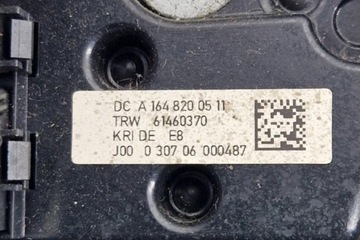 DC A 164 820 05 11
TRW 61460370
KRI DE E8
J00 0 307 06 000487